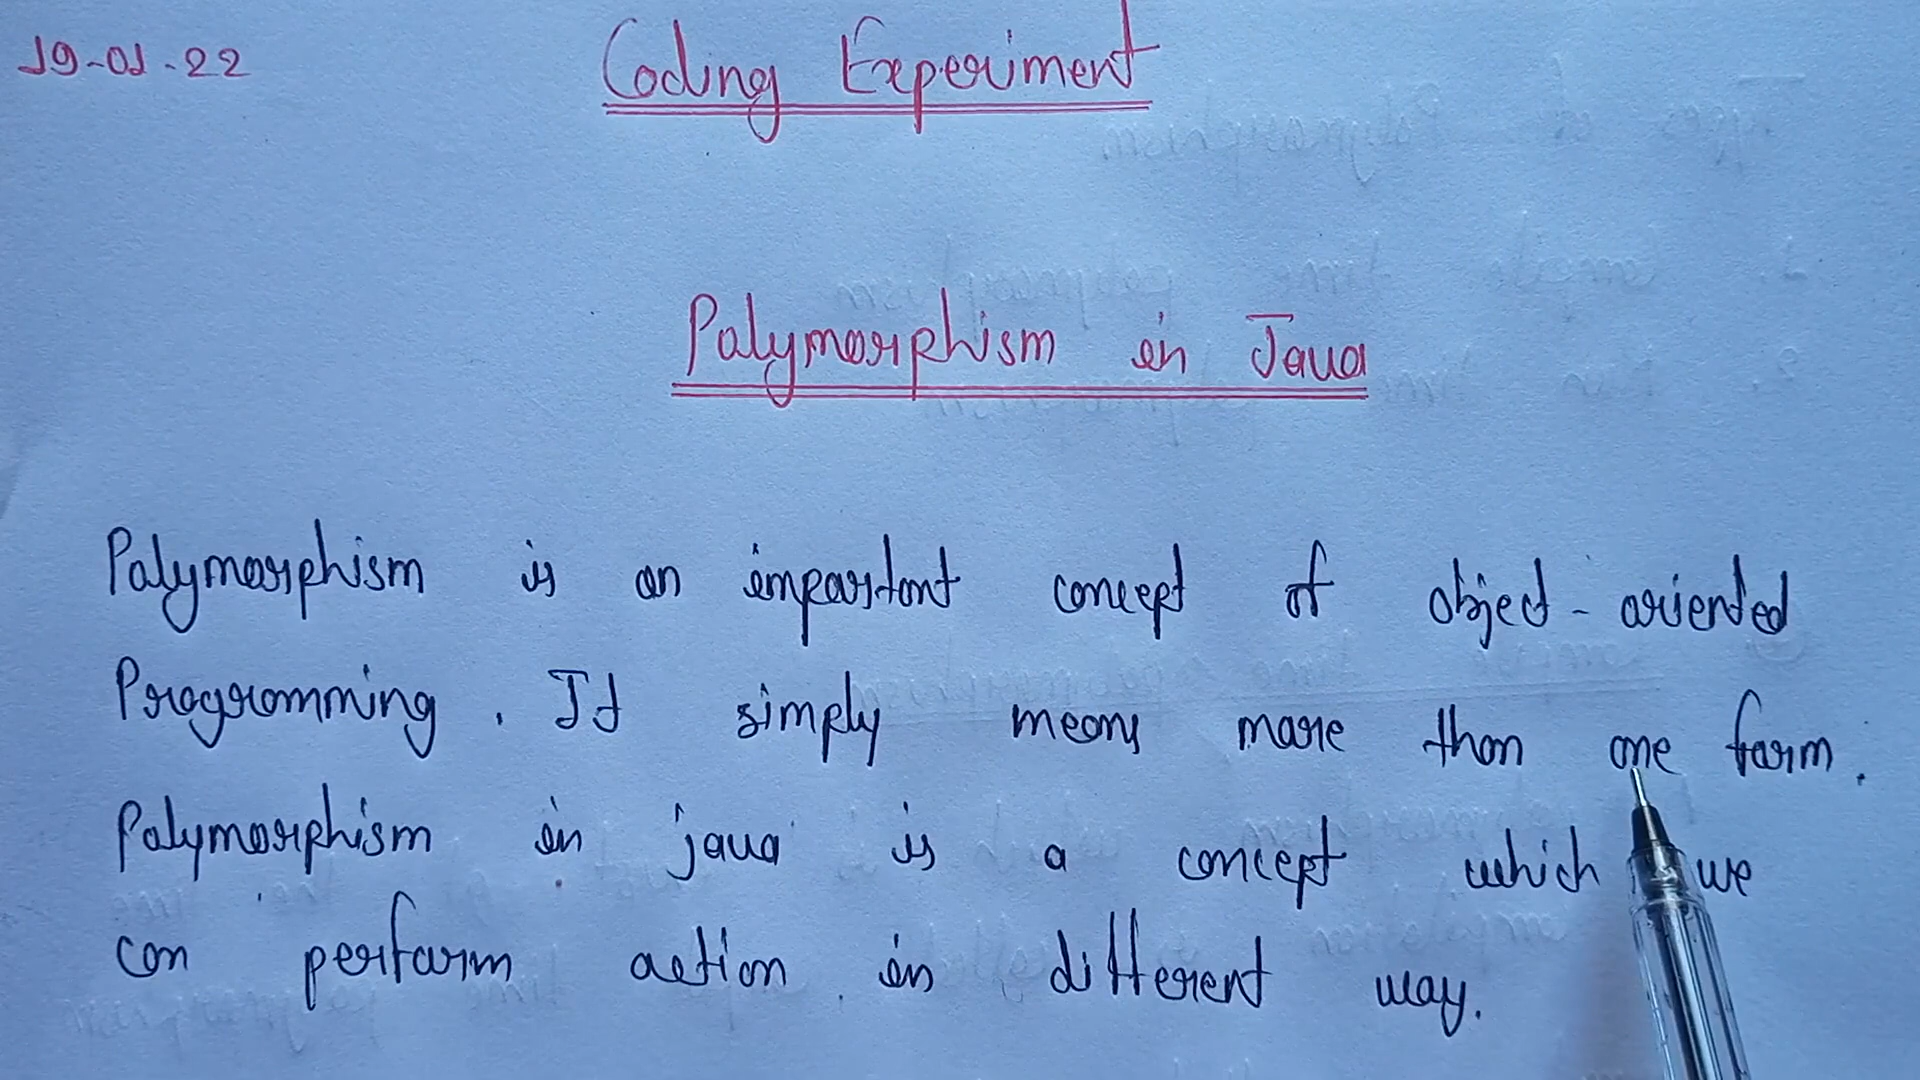 19-01-22
Coding Experiment
Polymorphism in Java
Polymorphism is an important concept of object-oriented
Programming. It simply means more than one form.
Polymorphism in java is a concept which we
can perform action in different way.